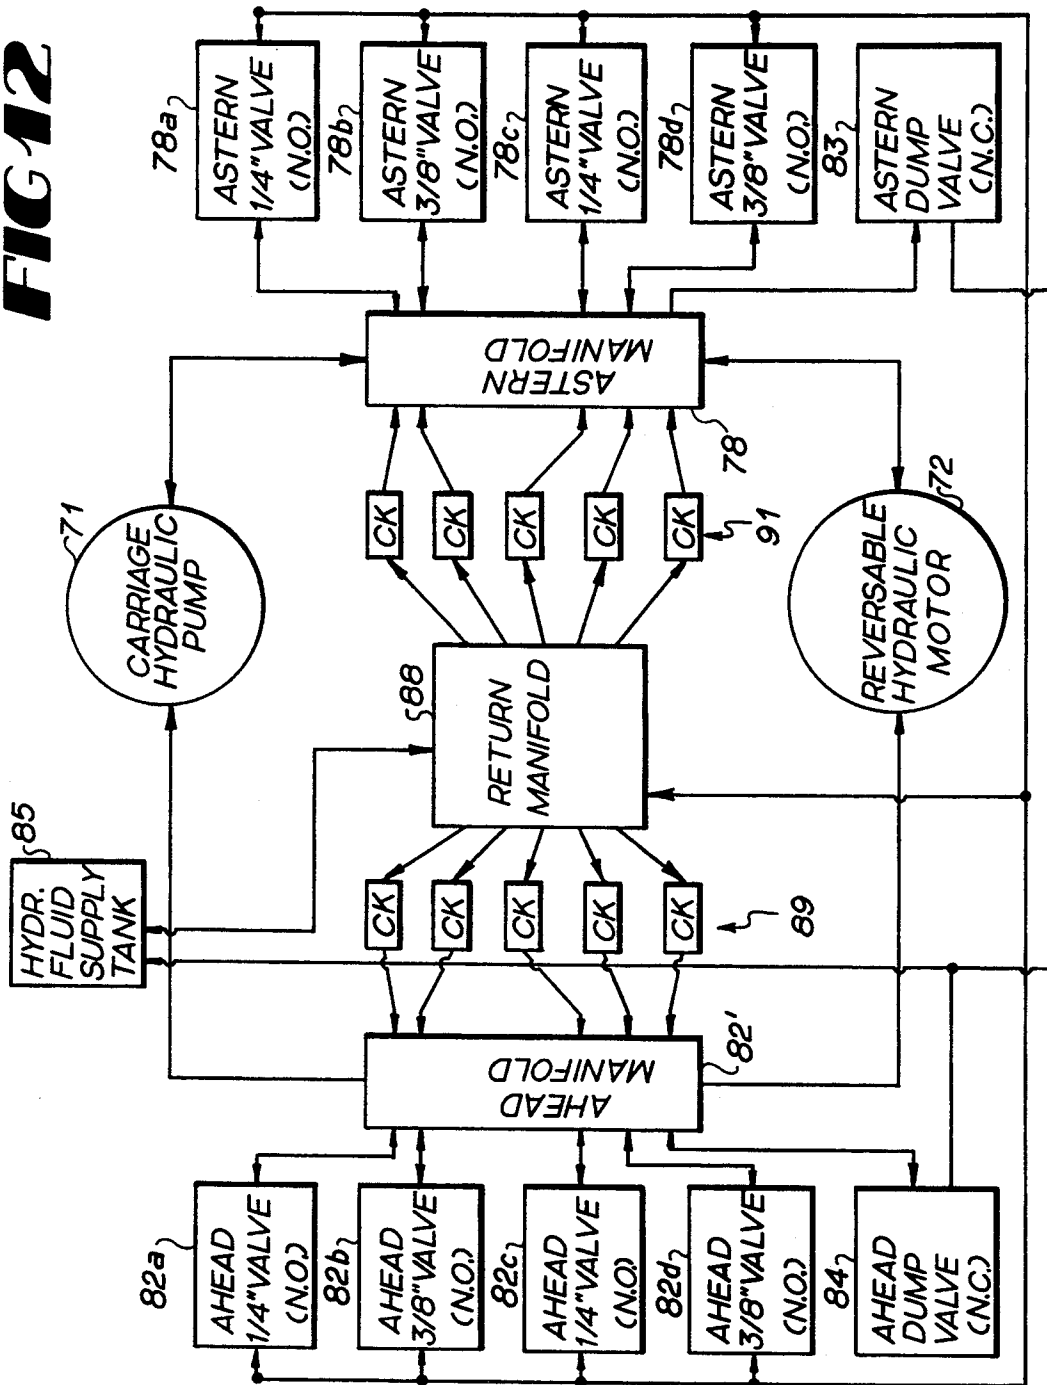 FIG 12
HYDR.
FLUID
SUPPLY
TANK
85
CARRIAGE
HYDRAULIC
PUMP
71
AHEAD
1/4" VALVE
(N.O.)
82a
AHEAD
3/8" VALVE
(N.O.)
82b
AHEAD
1/4" VALVE
(N.O.)
82c
AHEAD
3/8" VALVE
(N.O.)
82d
AHEAD
DUMP
VALVE
(N.C.)
84
AHEAD
MANIFOLD
82'
CK
CK
CK
CK
CK
89
RETURN
MANIFOLD
88
CK
CK
CK
CK
CK
91
ASTERN
MANIFOLD
78
ASTERN
1/4" VALVE
(N.O.)
78a
ASTERN
3/8" VALVE
(N.O.)
78b
ASTERN
1/4" VALVE
(N.O.)
78c
ASTERN
3/8" VALVE
(N.O.)
78d
ASTERN
DUMP
VALVE
(N.C.)
83
REVERSABLE
HYDRAULIC
MOTOR
72